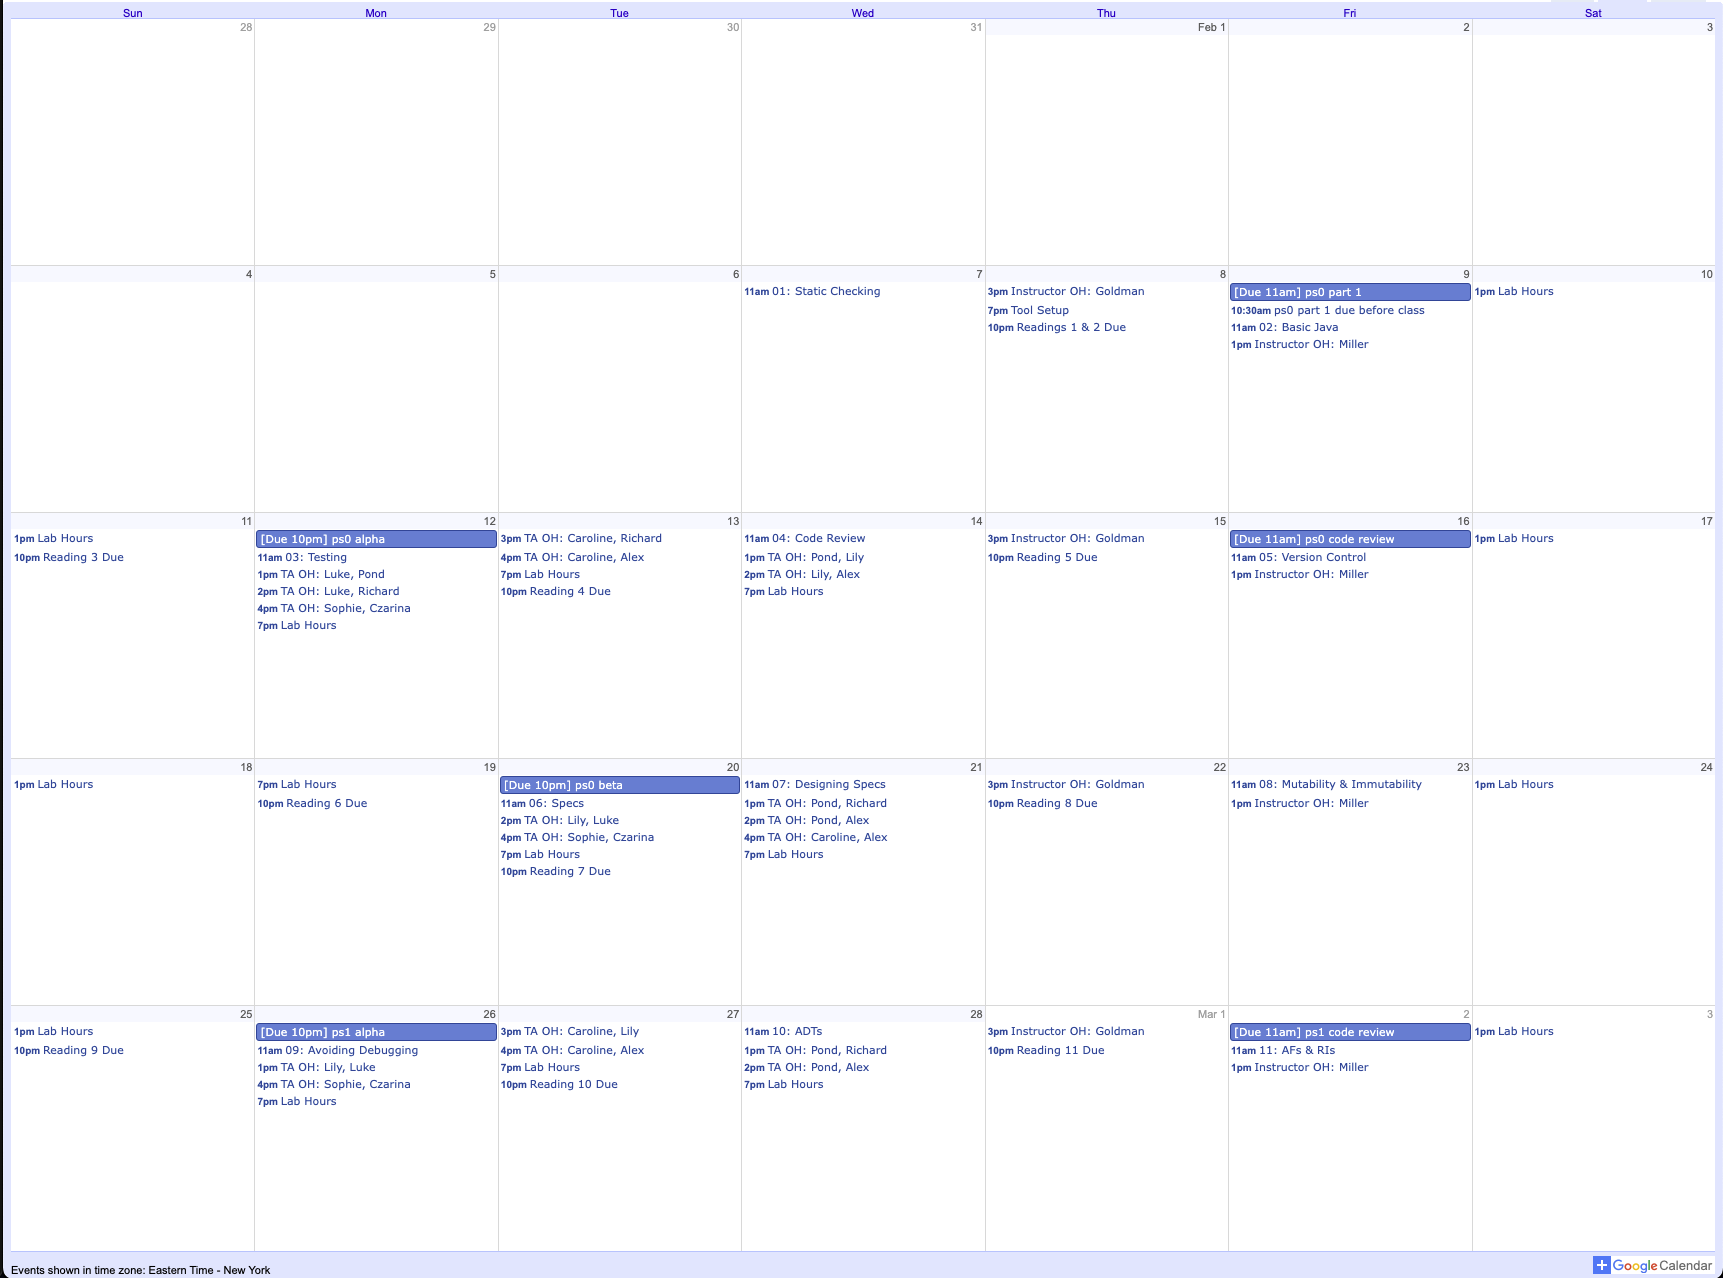 Sun Mon Tue Wed Thu Fri Sat
28 29 30 31 Feb 1 2 3
4 5 6 7 8 9 10
11am 01: Static Checking
3pm Instructor OH: Goldman
7pm Tool Setup
10pm Readings 1 & 2 Due
[Due 11am] ps0 part 1
10:30am ps0 part 1 due before class
11am 02: Basic Java
1pm Instructor OH: Miller
1pm Lab Hours
11 12 13 14 15 16 17
1pm Lab Hours
10pm Reading 3 Due
[Due 10pm] ps0 alpha
11am 03: Testing
1pm TA OH: Luke, Pond
2pm TA OH: Luke, Richard
4pm TA OH: Sophie, Czarina
7pm Lab Hours
3pm TA OH: Caroline, Richard
4pm TA OH: Caroline, Alex
7pm Lab Hours
10pm Reading 4 Due
11am 04: Code Review
1pm TA OH: Pond, Lily
2pm TA OH: Lily, Alex
7pm Lab Hours
3pm Instructor OH: Goldman
10pm Reading 5 Due
[Due 11am] ps0 code review
11am 05: Version Control
1pm Instructor OH: Miller
1pm Lab Hours
18 19 20 21 22 23 24
1pm Lab Hours
7pm Lab Hours
10pm Reading 6 Due
[Due 10pm] ps0 beta
11am 06: Specs
2pm TA OH: Lily, Luke
4pm TA OH: Sophie, Czarina
7pm Lab Hours
10pm Reading 7 Due
11am 07: Designing Specs
1pm TA OH: Pond, Richard
2pm TA OH: Pond, Alex
4pm TA OH: Caroline, Alex
7pm Lab Hours
3pm Instructor OH: Goldman
10pm Reading 8 Due
11am 08: Mutability & Immutability
1pm Instructor OH: Miller
1pm Lab Hours
25 26 27 28 Mar 1 2 3
1pm Lab Hours
10pm Reading 9 Due
[Due 10pm] ps1 alpha
11am 09: Avoiding Debugging
1pm TA OH: Lily, Luke
4pm TA OH: Sophie, Czarina
7pm Lab Hours
3pm TA OH: Caroline, Lily
4pm TA OH: Caroline, Alex
7pm Lab Hours
10pm Reading 10 Due
11am 10: ADTs
1pm TA OH: Pond, Richard
2pm TA OH: Pond, Alex
7pm Lab Hours
3pm Instructor OH: Goldman
10pm Reading 11 Due
[Due 11am] ps1 code review
11am 11: AFs & RIs
1pm Instructor OH: Miller
1pm Lab Hours
Events shown in time zone: Eastern Time - New York
Google Calendar